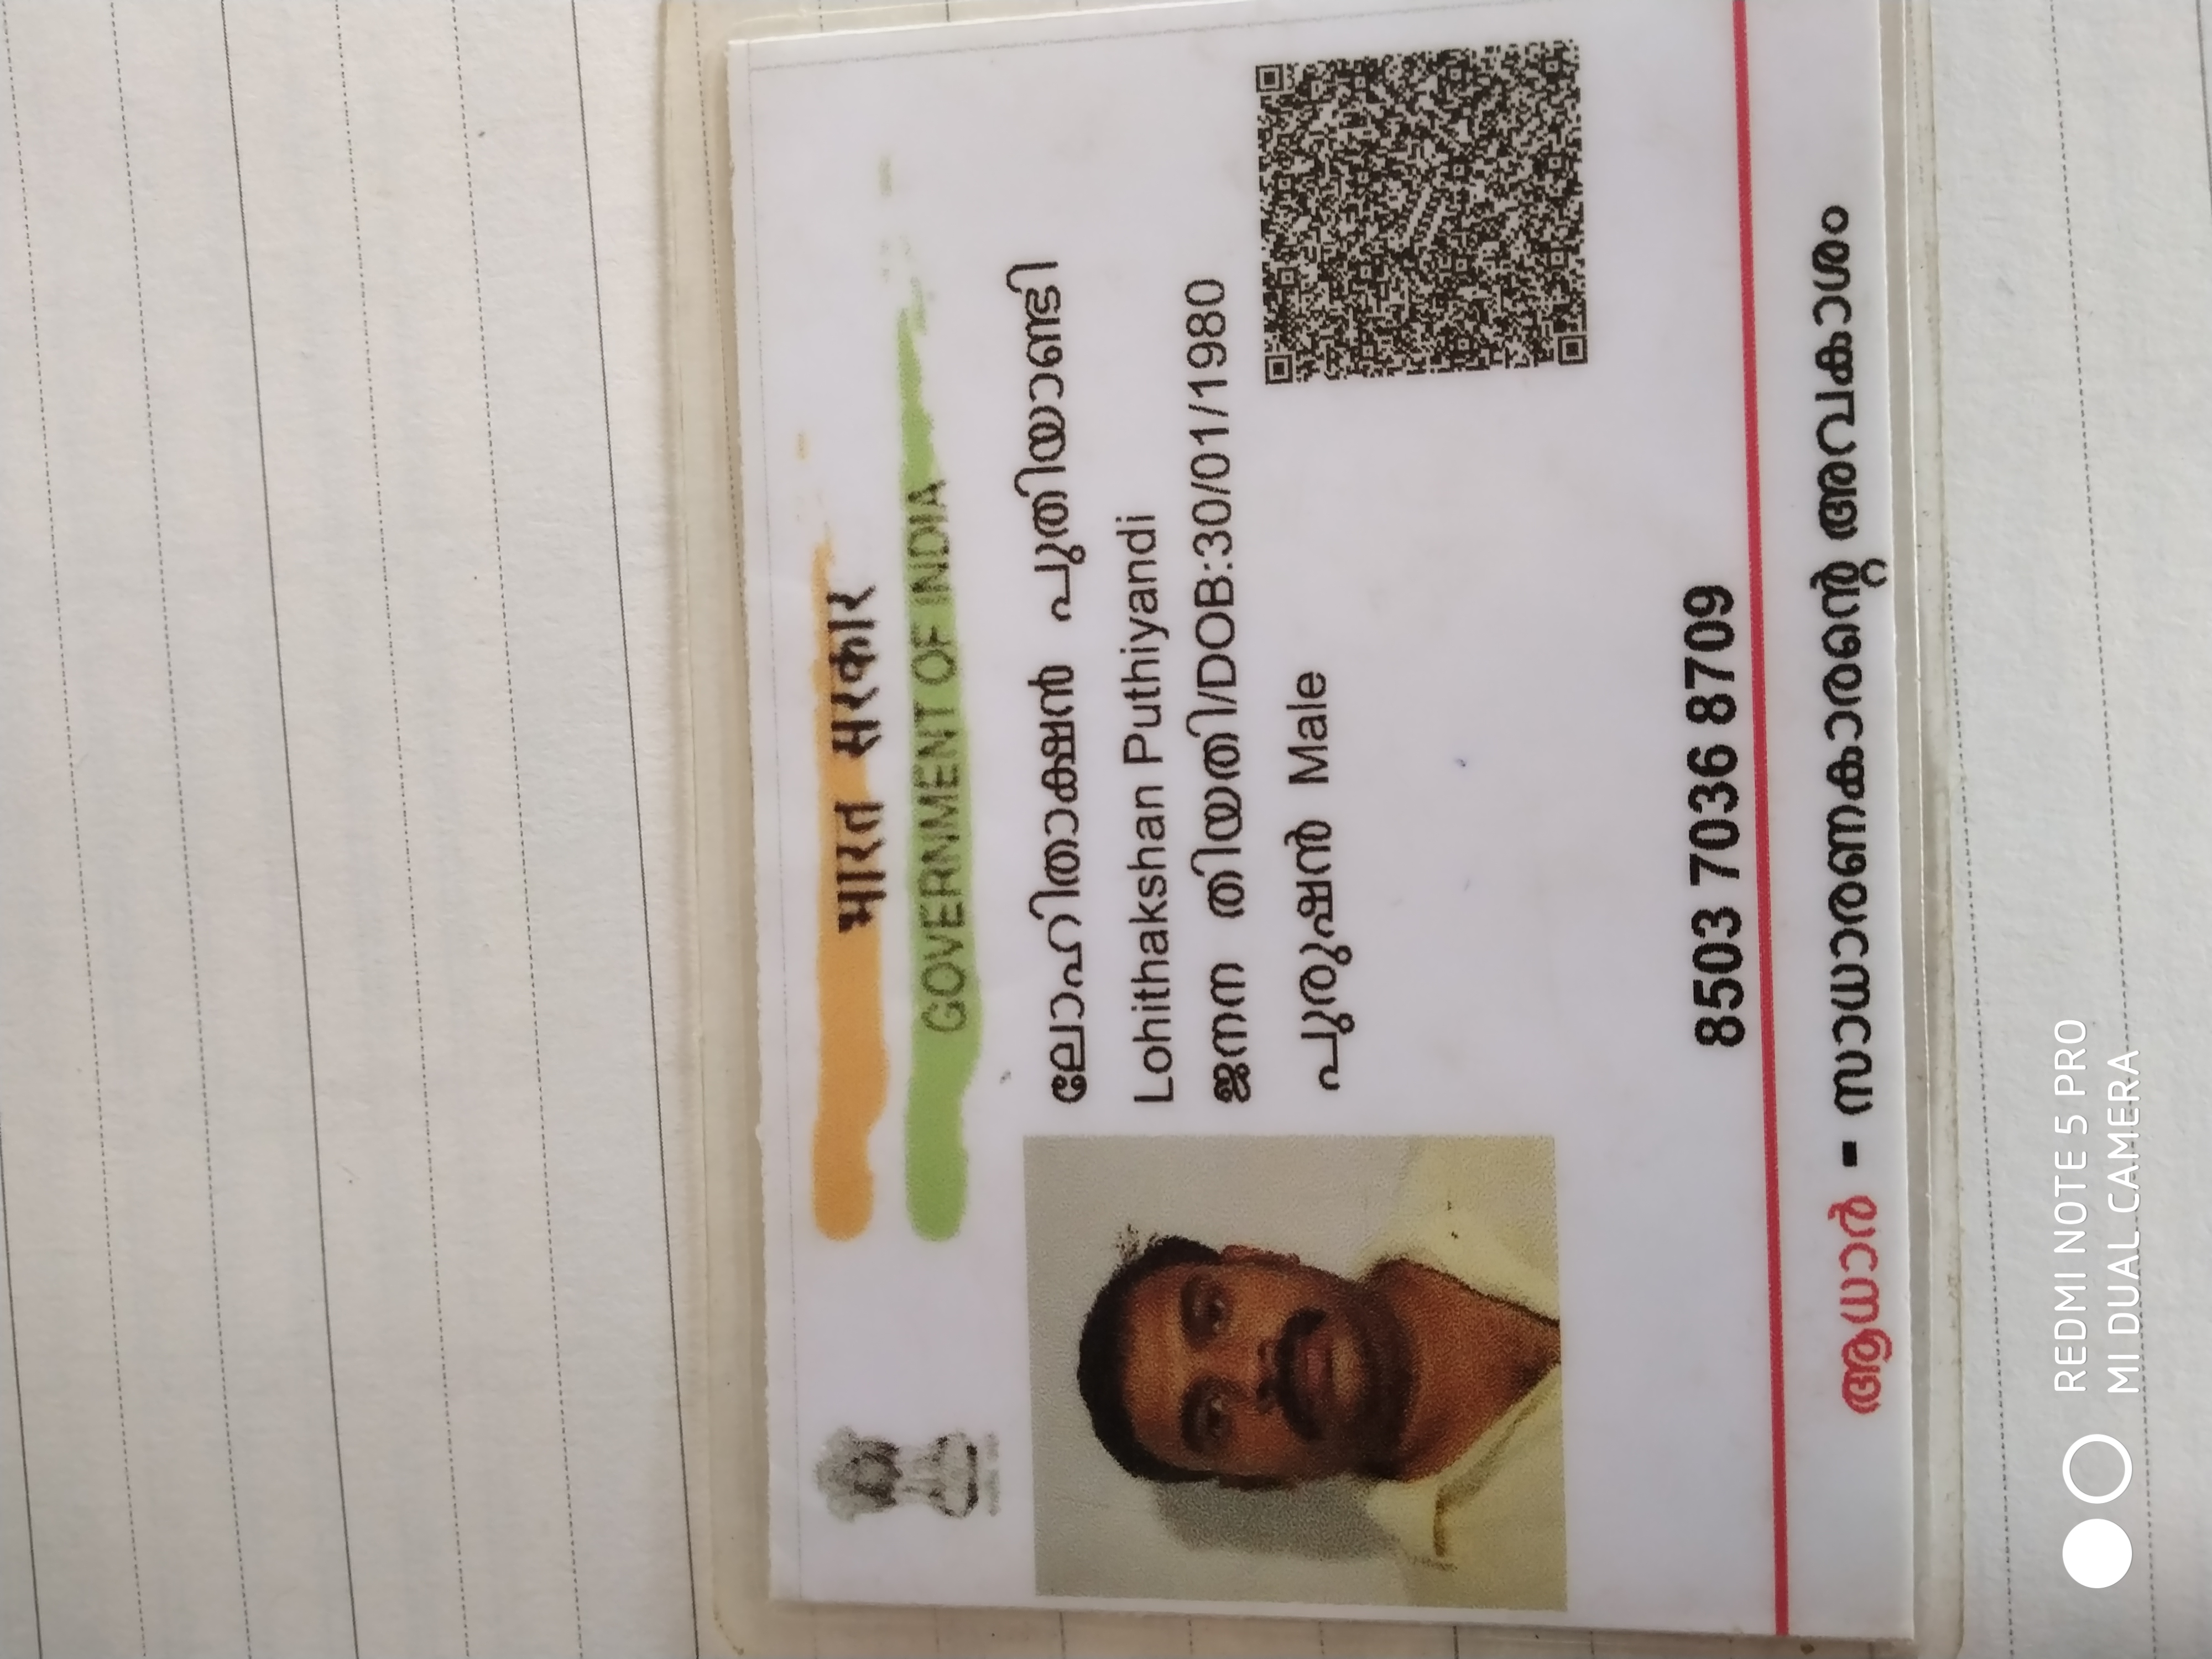 भारत सरकार
GOVERNMENT OF INDIA
ലോഹിതാക്ഷൻ പുതിയാണ്ടി
Lohithakshan Puthiyandi
ജനന തിയതി/DOB:30/01/1980
പുരുഷൻ Male
8503 7036 8709
ആധാർ - സാധാരണകാരന്റെ അവകാശം
REDMI NOTE 5 PRO
MI DUAL CAMERA